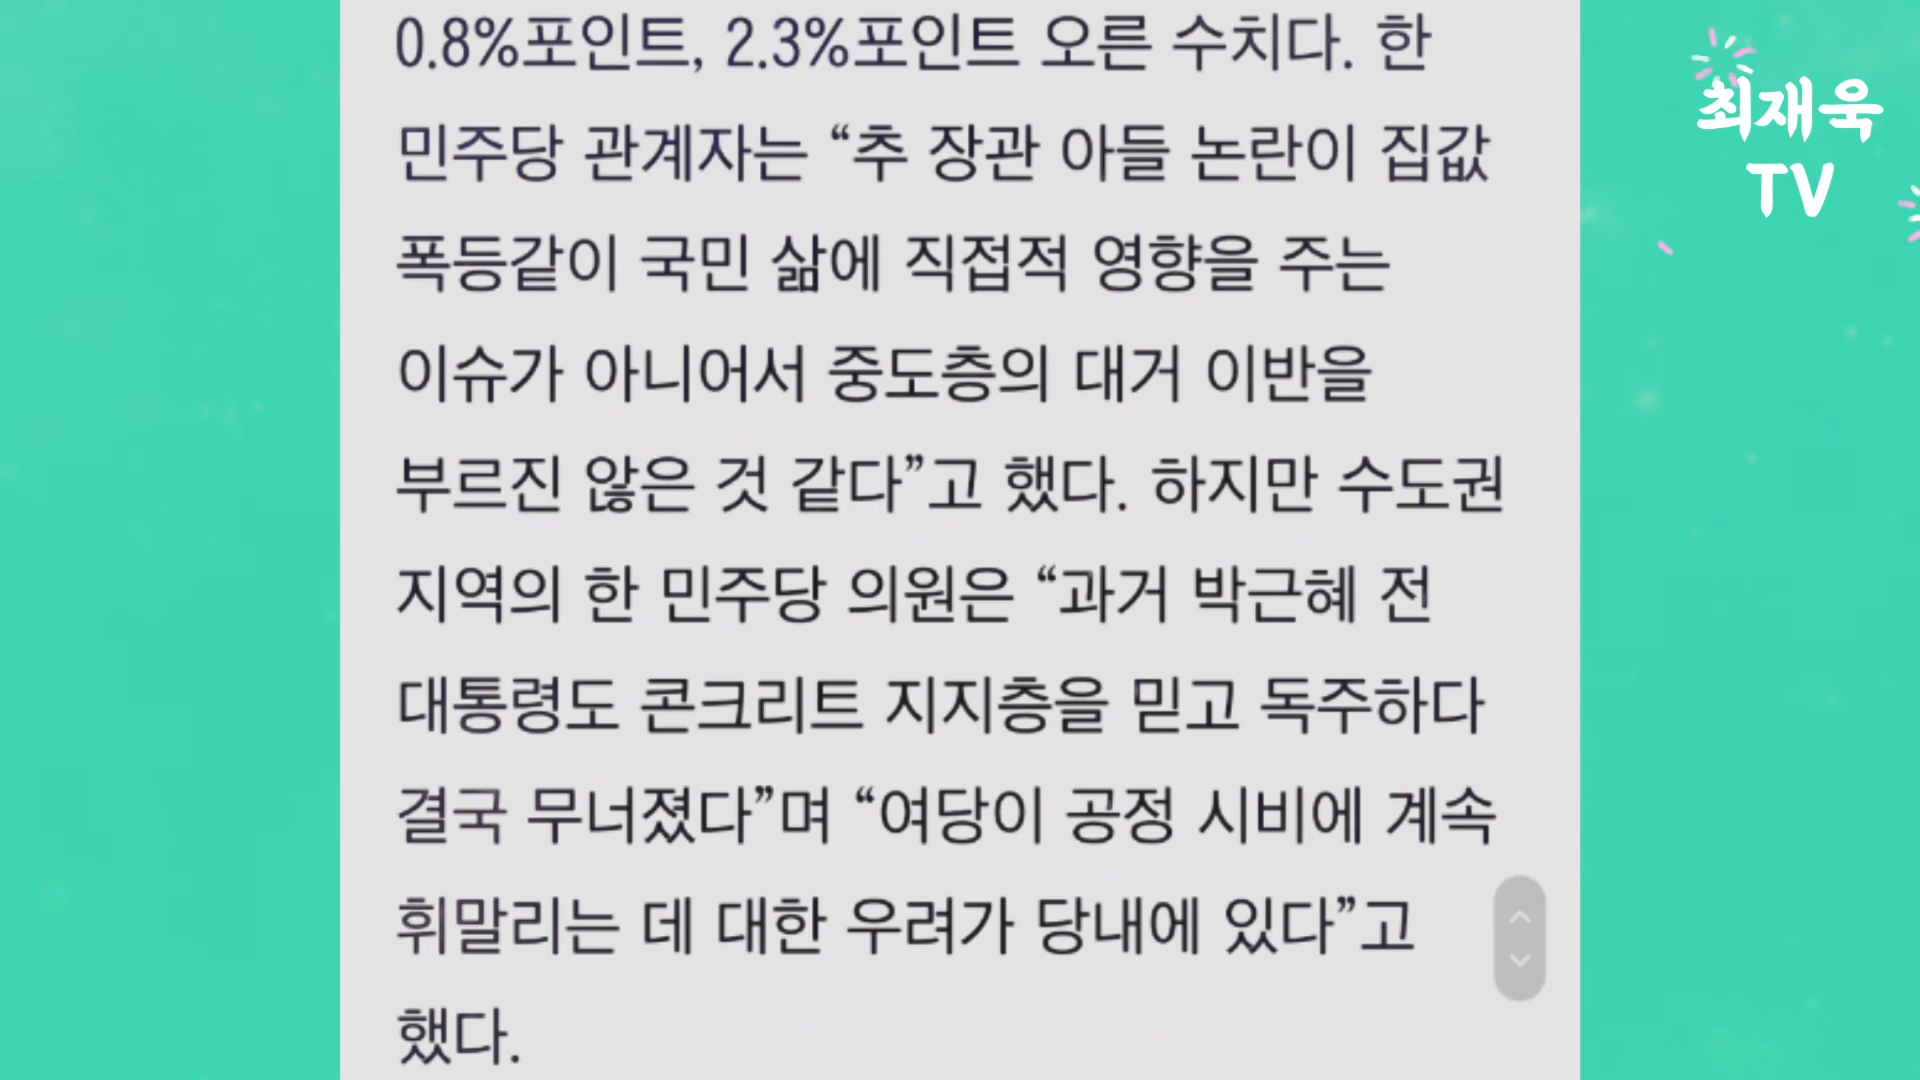 0.8%포인트, 2.3%포인트 오른 수치다. 한
민주당 관계자는 “추 장관 아들 논란이 집값
폭등같이 국민 삶에 직접적 영향을 주는
이슈가 아니어서 중도층의 대거 이반을
부르진 않은 것 같다”고 했다. 하지만 수도권
지역의 한 민주당 의원은 “과거 박근혜 전
대통령도 콘크리트 지지층을 믿고 독주하다
결국 무너졌다”며 “여당이 공정 시비에 계속
휘말리는 데 대한 우려가 당내에 있다”고
했다.
최재욱
TV